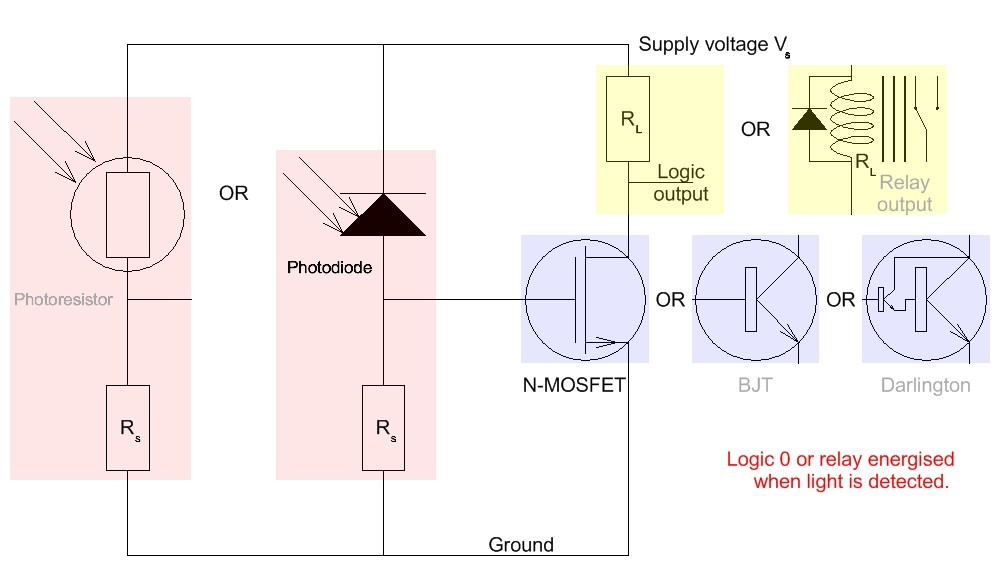 Supply voltage Vs
RL
OR
Logic
output
RL
Relay
output
OR
Photodiode
Photoresistor
OR
OR
N-MOSFET
BJT
Darlington
Rs
Rs
Logic 0 or relay energised
when light is detected.
Ground